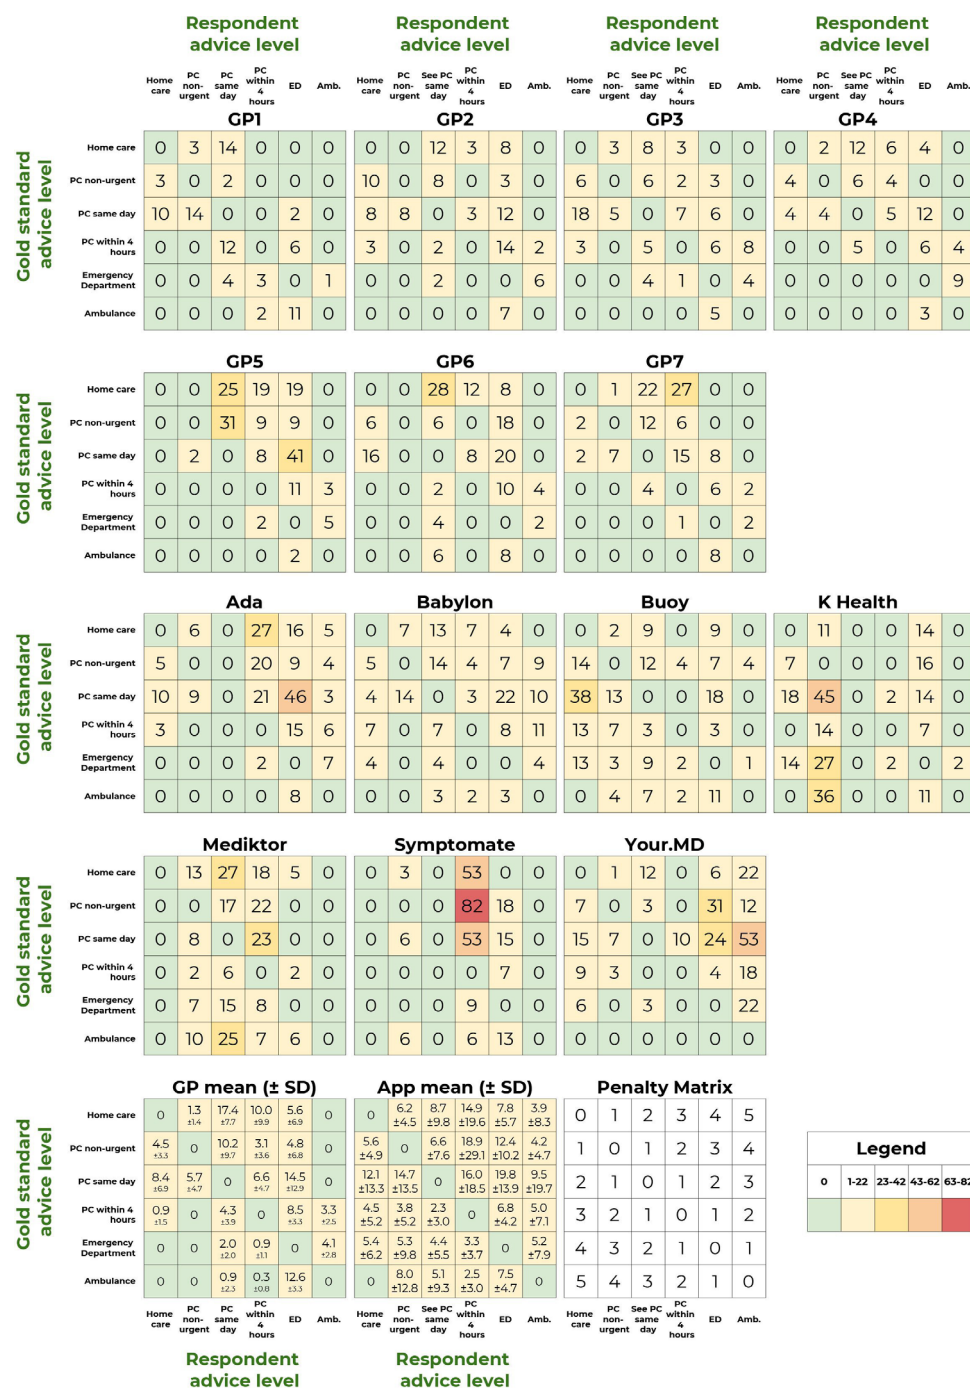 Respondent advice level Respondent advice level Respondent advice level Respondent advice level
Home care PC non-urgent PC same day PC within 4 hours ED Amb. Home care PC non-urgent See PC same day PC within 4 hours ED Amb. Home care PC non-urgent See PC same day PC within 4 hours ED Amb. Home care PC non-urgent See PC same day PC within 4 hours ED Amb.
GP1 GP2 GP3 GP4
Gold standard advice level
Home care 0 3 14 0 0 0 0 0 12 3 8 0 0 3 8 3 0 0 0 2 12 6 4 0
PC non-urgent 3 0 2 0 0 0 10 0 8 0 3 0 6 0 6 2 3 0 4 0 6 4 0 0
PC same day 10 14 0 0 2 0 8 8 0 3 12 0 18 5 0 7 6 0 4 4 0 5 12 0
PC within 4 hours 0 0 12 0 6 0 3 0 2 0 14 2 3 0 5 0 6 8 0 0 5 0 6 4
Emergency Department 0 0 4 3 0 1 0 0 2 0 0 6 0 0 4 1 0 4 0 0 0 0 0 9
Ambulance 0 0 0 2 11 0 0 0 0 0 7 0 0 0 0 0 5 0 0 0 0 0 3 0
GP5 GP6 GP7
Gold standard advice level
Home care 0 0 25 19 19 0 0 0 28 12 8 0 0 1 22 27 0 0
PC non-urgent 0 0 31 9 9 0 6 0 6 0 18 0 2 0 12 6 0 0
PC same day 0 2 0 8 41 0 16 0 0 8 20 0 2 7 0 15 8 0
PC within 4 hours 0 0 0 0 11 3 0 0 2 0 10 4 0 0 4 0 6 2
Emergency Department 0 0 0 2 0 5 0 0 4 0 0 2 0 0 0 1 0 2
Ambulance 0 0 0 0 2 0 0 0 6 0 8 0 0 0 0 0 8 0
Ada Babylon Buoy K Health
Gold standard advice level
Home care 0 6 0 27 16 5 0 7 13 7 4 0 0 2 9 0 9 0 0 11 0 0 14 0
PC non-urgent 5 0 0 20 9 4 5 0 14 4 7 9 14 0 12 4 7 4 7 0 0 0 16 0
PC same day 10 9 0 21 46 3 4 14 0 3 22 10 38 13 0 0 18 0 18 45 0 2 14 0
PC within 4 hours 3 0 0 0 15 6 7 0 7 0 8 11 13 7 3 0 3 0 0 14 0 0 7 0
Emergency Department 0 0 0 2 0 7 4 0 4 0 0 4 13 3 9 2 0 1 14 27 0 2 0 2
Ambulance 0 0 0 0 8 0 0 0 3 2 3 0 0 4 7 2 11 0 0 36 0 0 11 0
Mediktor Symptomate Your.MD
Gold standard advice level
Home care 0 13 27 18 5 0 0 3 0 53 0 0 0 1 12 0 6 22
PC non-urgent 0 0 17 22 0 0 0 0 0 82 18 0 7 0 3 0 31 12
PC same day 0 8 0 23 0 0 0 6 0 53 15 0 15 7 0 10 24 53
PC within 4 hours 0 2 6 0 2 0 0 0 0 0 7 0 9 3 0 0 4 18
Emergency Department 0 7 15 8 0 0 0 0 0 9 0 0 6 0 3 0 0 22
Ambulance 0 10 25 7 6 0 0 6 0 6 13 0 0 0 0 0 0 0
GP mean (± SD) App mean (± SD) Penalty Matrix
Gold standard advice level
Home care 0 1.3 ±1.4 17.4 ±7.7 10.0 ±9.9 5.6 ±6.9 0 0 6.2 ±4.5 8.7 ±9.8 14.9 ±19.6 7.8 ±5.7 3.9 ±8.3 0 1 2 3 4 5
PC non-urgent 4.5 ±3.3 0 10.2 ±9.7 3.1 ±3.6 4.8 ±6.8 0 5.6 ±4.9 0 6.6 ±7.6 18.9 ±29.1 12.4 ±10.2 4.2 ±4.7 1 0 1 2 3 4
PC same day 8.4 ±6.9 5.7 ±4.7 0 6.6 ±4.7 14.5 ±12.9 0 12.1 ±13.3 14.7 ±13.5 0 16.0 ±18.5 19.8 ±13.9 9.5 ±19.7 2 1 0 1 2 3
PC within 4 hours 0.9 ±1.5 0 4.3 ±3.9 0 8.5 ±3.3 3.3 ±2.5 4.5 ±5.2 3.8 ±5.2 2.3 ±3.0 0 6.8 ±4.2 5.0 ±7.1 3 2 1 0 1 2
Emergency Department 0 0 2.0 ±2.0 0.9 ±1.1 0 4.1 ±2.8 5.4 ±6.2 5.3 ±9.8 4.4 ±5.5 3.3 ±3.7 0 5.2 ±7.9 4 3 2 1 0 1
Ambulance 0 0 0.9 ±2.3 0.3 ±0.8 12.6 ±3.3 0 0 8.0 ±12.8 5.1 ±9.3 2.5 ±3.0 7.5 ±4.7 0 5 4 3 2 1 0
Legend
0 1-22 23-42 43-62 63-82
Home care PC non-urgent PC same day PC within 4 hours ED Amb. Home care PC non-urgent See PC same day PC within 4 hours ED Amb. Home care PC non-urgent See PC same day PC within 4 hours ED Amb.
Respondent advice level Respondent advice level